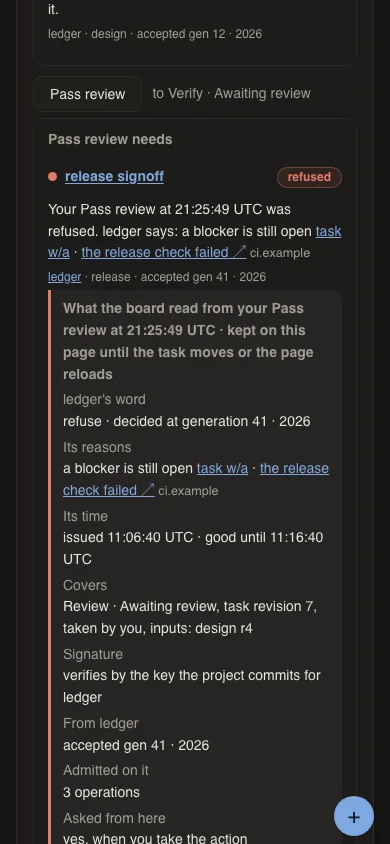 it.
ledger · design · accepted gen 12 · 2026
Pass review to Verify · Awaiting review
Pass review needs
release signoff refused
Your Pass review at 21:25:49 UTC was
refused. ledger says: a blocker is still open task
w/a · the release check failed ↗ ci.example
ledger · release · accepted gen 41 · 2026
What the board read from your Pass
review at 21:25:49 UTC · kept on this
page until the task moves or the page
reloads
ledger's word
refuse · decided at generation 41 · 2026
Its reasons
a blocker is still open task w/a · the release
check failed ↗ ci.example
Its time
issued 11:06:40 UTC · good until 11:16:40
UTC
Covers
Review · Awaiting review, task revision 7,
taken by you, inputs: design r4
Signature
verifies by the key the project commits for
ledger
From ledger
accepted gen 41 · 2026
Admitted on it
3 operations
Asked from here
yes, when you take the action
+